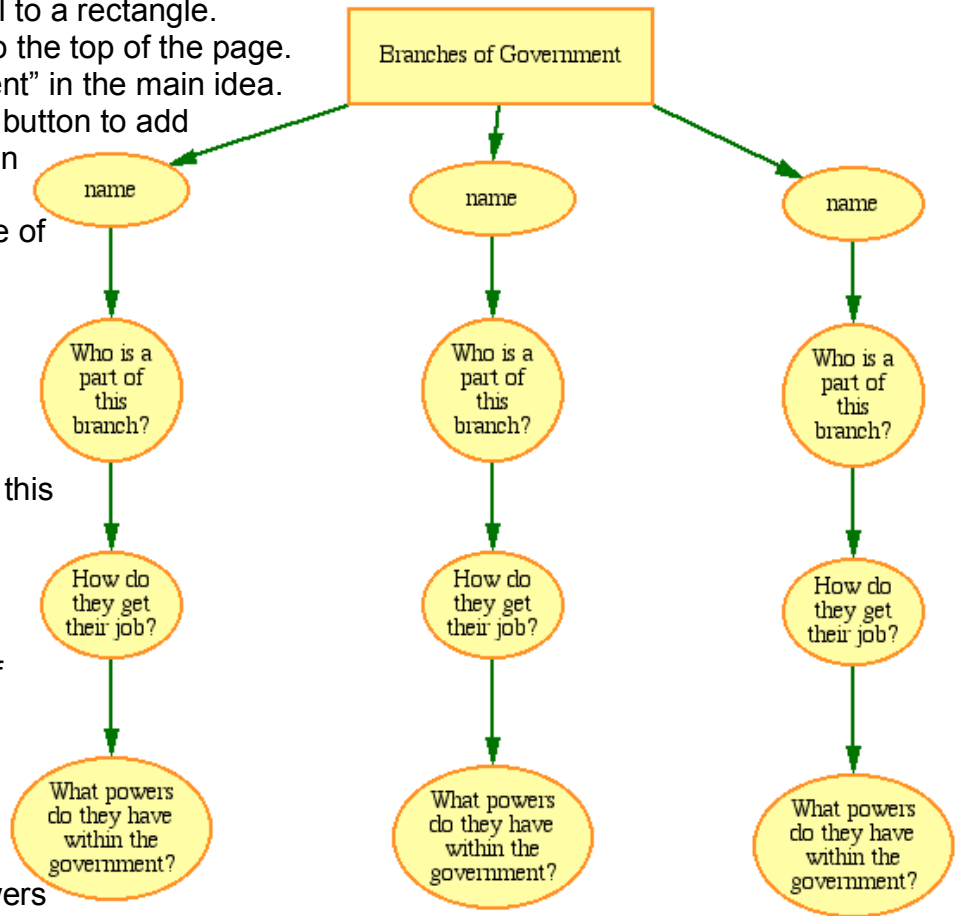 l to a rectangle.
o the top of the page.
ent” in the main idea.
button to add
n
e of
this
f
vers
Branches of Government
name
Who is a
part of
this
branch?
How do
they get
their job?
What powers
do they have
within the
government?
name
Who is a
part of
this
branch?
How do
they get
their job?
What powers
do they have
within the
government?
name
Who is a
part of
this
branch?
How do
they get
their job?
What powers
do they have
within the
government?